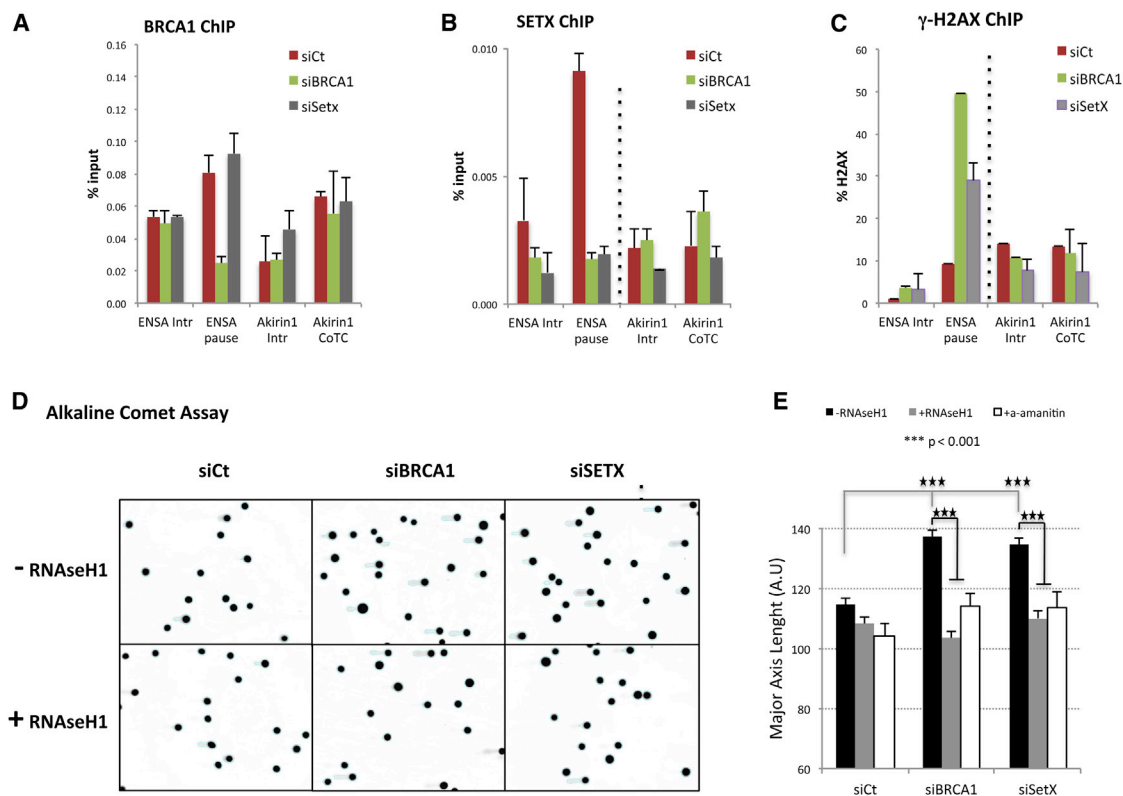 A
BRCA1 ChIP
0.16
0.14
0.12
0.10
0.08
0.06
0.04
0.02
0.00
% input
siCt
siBRCA1
siSetx
ENSA Intr
ENSA pause
Akirin1 Intr
Akirin1 CoTC
B
SETX ChIP
0.010
0.005
0.000
% input
siCt
siBRCA1
siSetx
ENSA Intr
ENSA pause
Akirin1 Intr
Akirin1 CoTC
C
γ-H2AX ChIP
60
50
40
30
20
10
0
% H2AX
siCt
siBRCA1
siSetX
ENSA Intr
ENSA pause
Akirin1 Intr
Akirin1 CoTC
D
Alkaline Comet Assay
siCt
siBRCA1
siSETX
- RNAseH1
+ RNAseH1
E
-RNAseH1
+RNAseH1
+a-amanitin
*** p < 0.001
★★★
★★★
★★★
★★★
140
120
100
80
60
Major Axis Lenght (A.U)
siCt
siBRCA1
siSetX